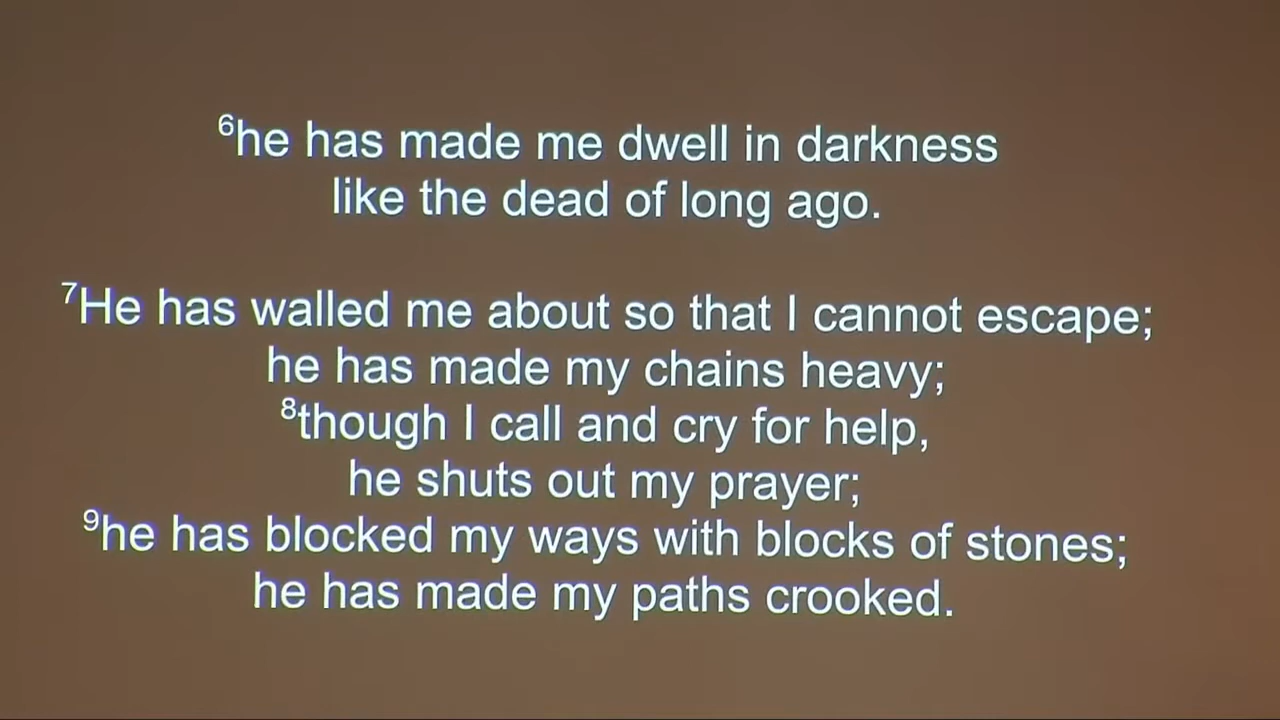 ⁶he has made me dwell in darkness
like the dead of long ago.
⁷He has walled me about so that I cannot escape;
he has made my chains heavy;
⁸though I call and cry for help,
he shuts out my prayer;
⁹he has blocked my ways with blocks of stones;
he has made my paths crooked.